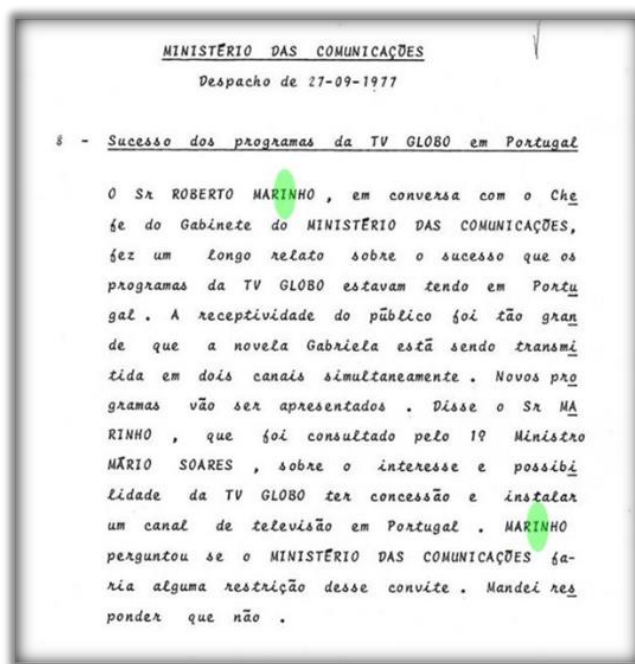 MINISTÉRIO DAS COMUNICAÇÕES
Despacho de 27-09-1977
8 - Sucesso dos programas da TV GLOBO em Portugal
O Sr ROBERTO MARINHO , em conversa com o Che
fe do Gabinete do MINISTÉRIO DAS COMUNICAÇÕES,
fez um longo relato sobre o sucesso que os
programas da TV GLOBO estavam tendo em Portu
gal . A receptividade do público foi tão gran
de que a novela Gabriela está sendo transmi
tida em dois canais simultaneamente . Novos pro
gramas vão ser apresentados . Disse o Sr MA
RINHO , que foi consultado pelo 1º Ministro
MÁRIO SOARES , sobre o interesse e possibi
lidade da TV GLOBO ter concessão e instalar
um canal de televisão em Portugal . MARINHO
perguntou se o MINISTÉRIO DAS COMUNICAÇÕES fa-
ria alguma restrição desse convite . Mandei res
ponder que não .